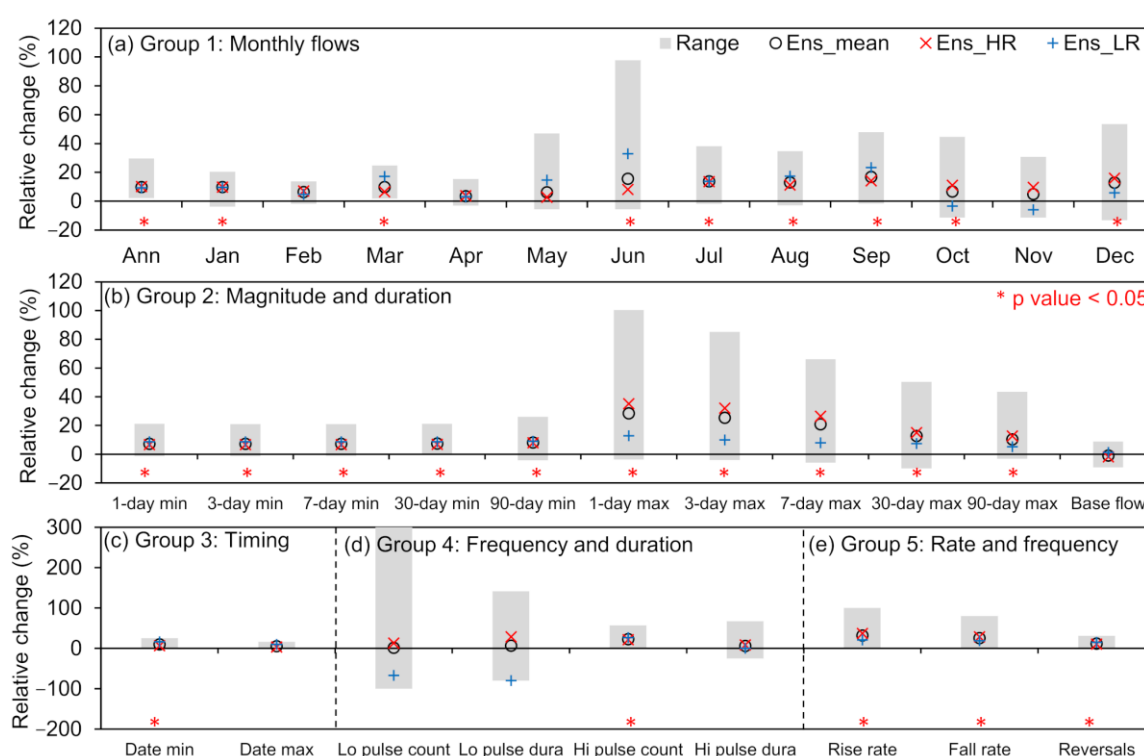 (a) Group 1: Monthly flows
Range Ens_mean Ens_HR Ens_LR
Relative change (%)
120
100
80
60
40
20
0
−20
* * * * * * * * *
Ann Jan Feb Mar Apr May Jun Jul Aug Sep Oct Nov Dec
(b) Group 2: Magnitude and duration
* p value < 0.05
Relative change (%)
120
100
80
60
40
20
0
−20
* * * * * * * * * *
1-day min 3-day min 7-day min 30-day min 90-day min 1-day max 3-day max 7-day max 30-day max 90-day max Base flow
(c) Group 3: Timing
(d) Group 4: Frequency and duration
(e) Group 5: Rate and frequency
Relative change (%)
300
200
100
0
−100
−200
* * * * *
Date min Date max Lo pulse count Lo pulse dura Hi pulse count Hi pulse dura Rise rate Fall rate Reversals